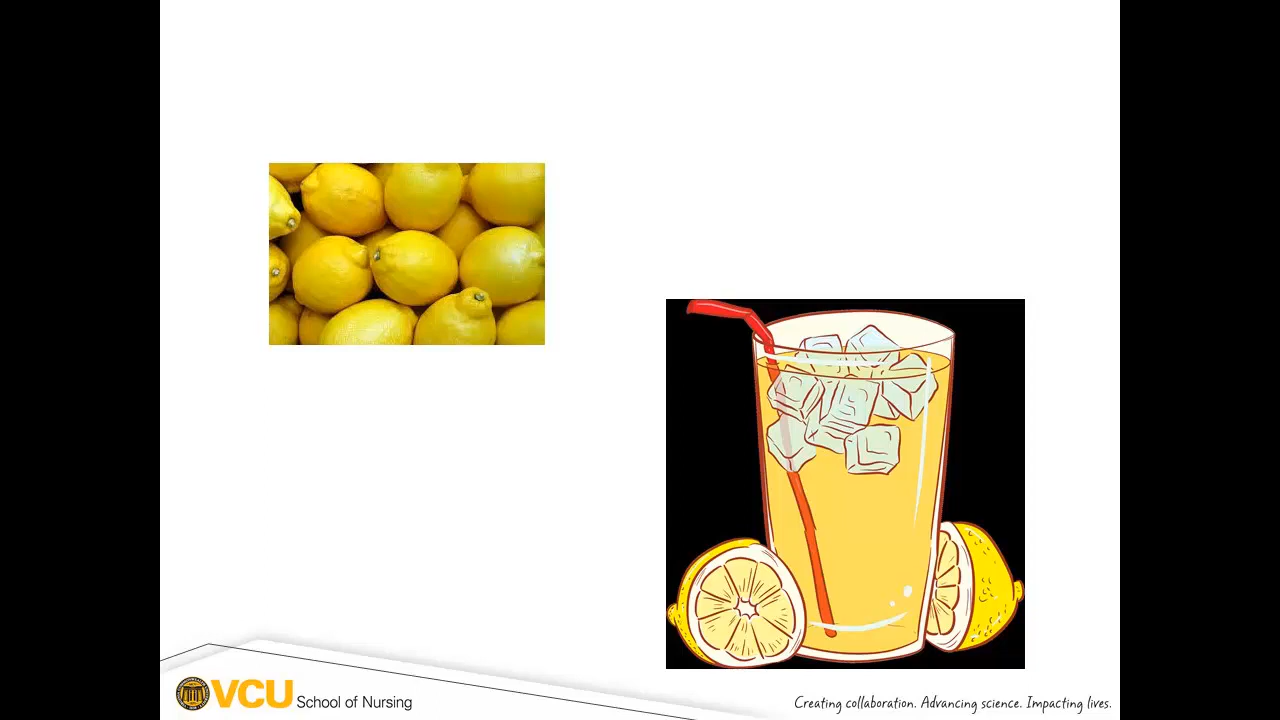 VCU School of Nursing
Creating collaboration. Advancing science. Impacting lives.